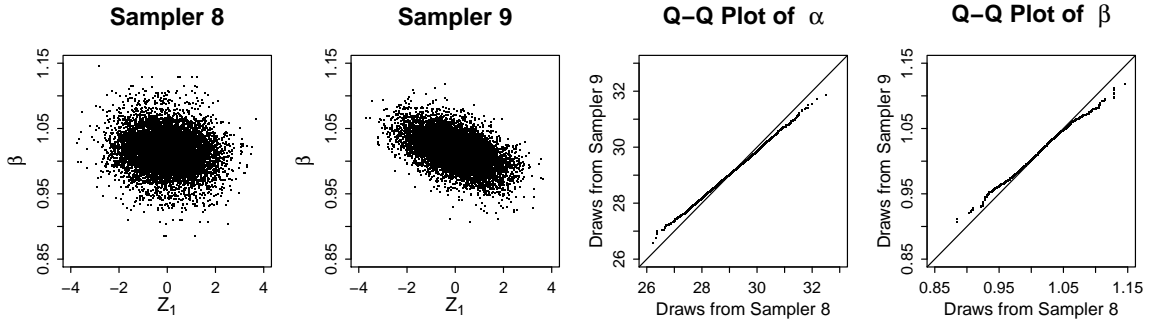 Sampler 8
β
0.85 0.95 1.05 1.15
−4 −2 0 2 4
Z1
Sampler 9
β
0.85 0.95 1.05 1.15
−4 −2 0 2 4
Z1
Q−Q Plot of α
Draws from Sampler 9
26 28 30 32
26 28 30 32
Draws from Sampler 8
Q−Q Plot of β
Draws from Sampler 9
0.85 0.95 1.05 1.15
0.85 0.95 1.05 1.15
Draws from Sampler 8